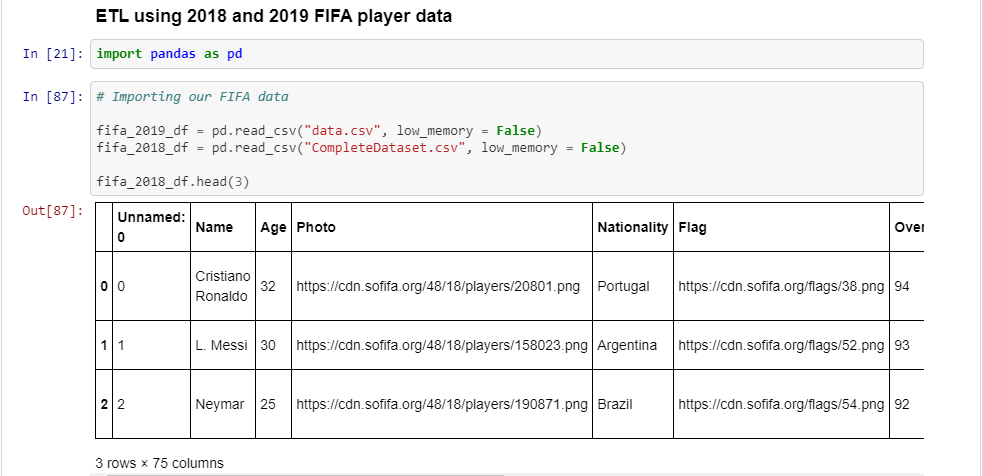 ETL using 2018 and 2019 FIFA player data
In [21]: import pandas as pd
In [87]: # Importing our FIFA data
fifa_2019_df = pd.read_csv("data.csv", low_memory = False)
fifa_2018_df = pd.read_csv("CompleteDataset.csv", low_memory = False)
fifa_2018_df.head(3)
Out[87]:
Unnamed: 0 Name Age Photo Nationality Flag Over
0 0 Cristiano Ronaldo 32 https://cdn.sofifa.org/48/18/players/20801.png Portugal https://cdn.sofifa.org/flags/38.png 94
1 1 L. Messi 30 https://cdn.sofifa.org/48/18/players/158023.png Argentina https://cdn.sofifa.org/flags/52.png 93
2 2 Neymar 25 https://cdn.sofifa.org/48/18/players/190871.png Brazil https://cdn.sofifa.org/flags/54.png 92
3 rows × 75 columns